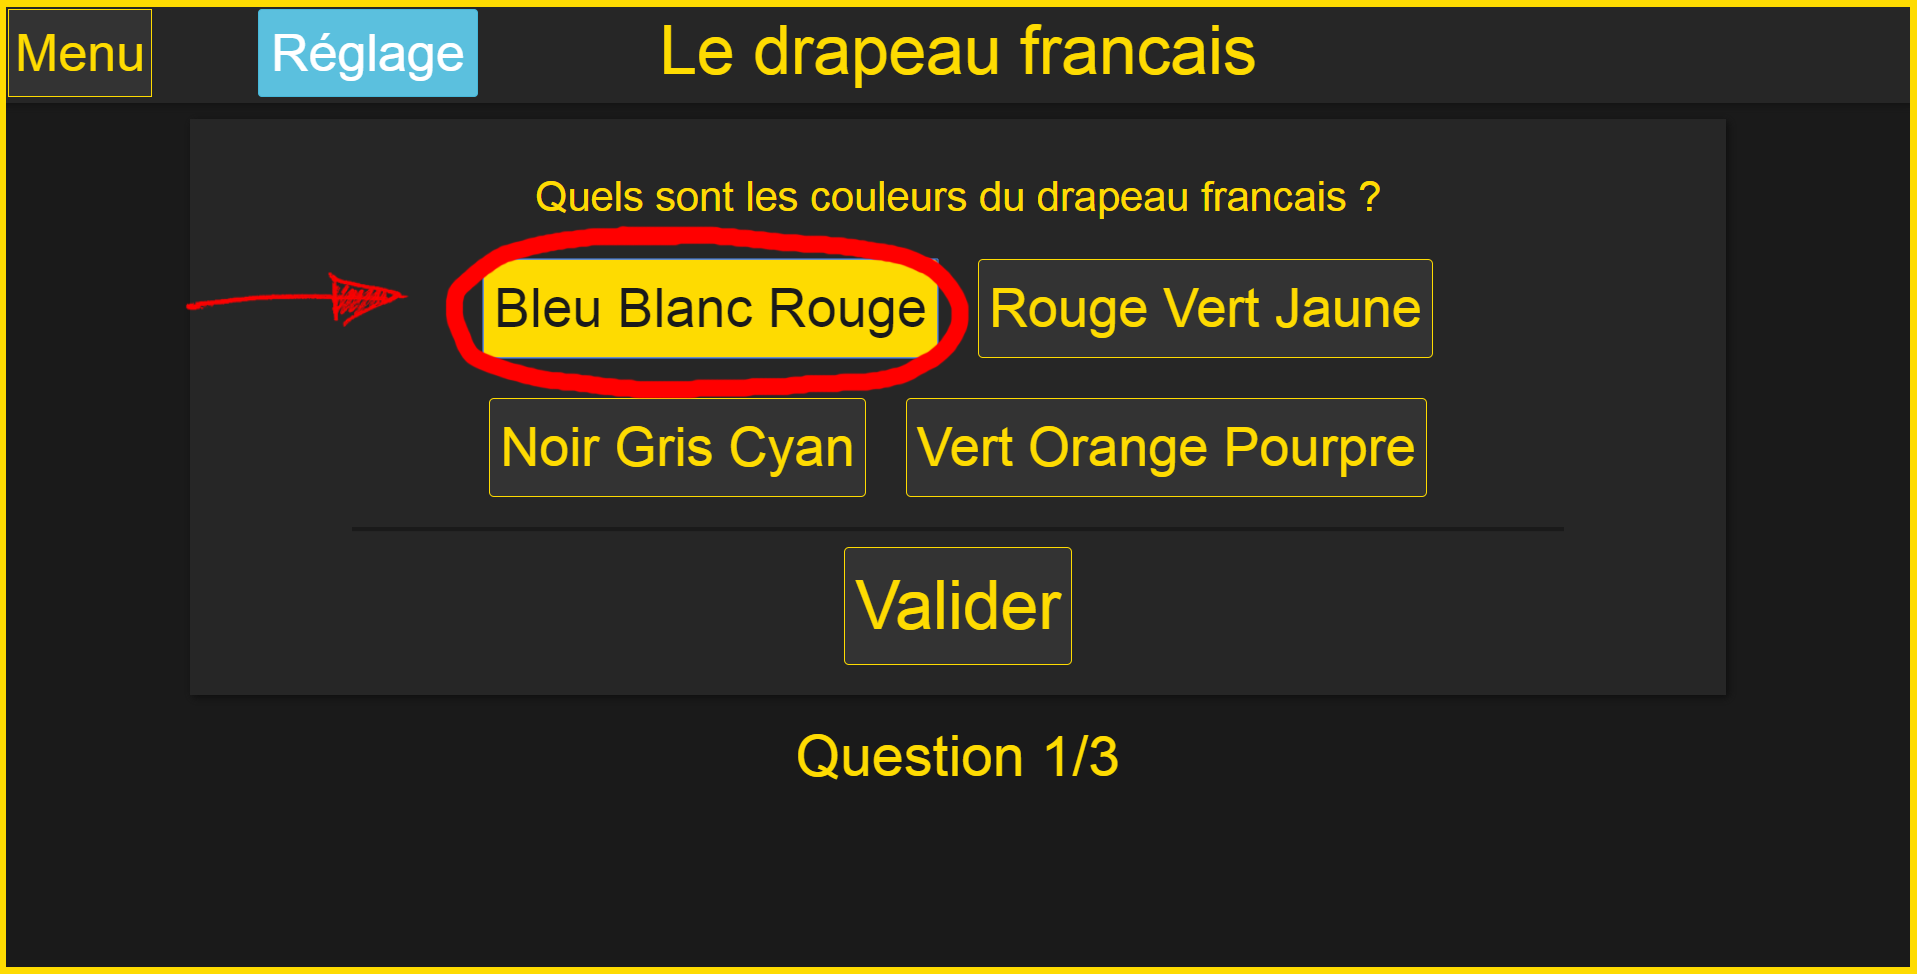 Menu Réglage Le drapeau francais
Quels sont les couleurs du drapeau francais ?
Bleu Blanc Rouge Rouge Vert Jaune
Noir Gris Cyan Vert Orange Pourpre
Valider
Question 1/3